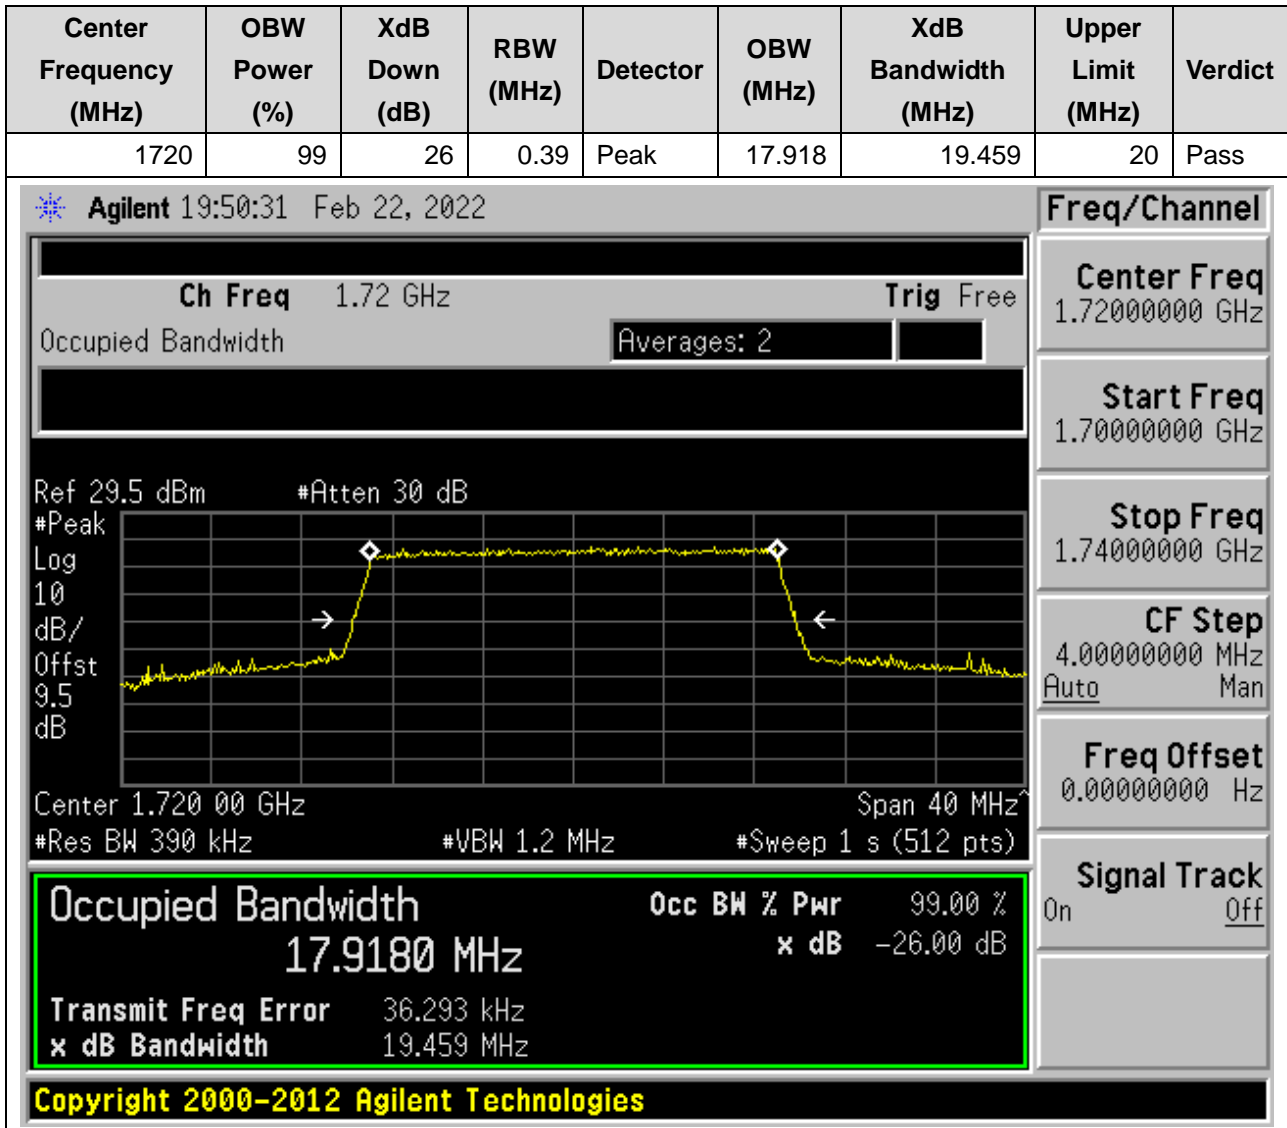 Center Frequency (MHz) OBW Power (%) XdB Down (dB) RBW (MHz) Detector OBW (MHz) XdB Bandwidth (MHz) Upper Limit (MHz) Verdict
1720 99 26 0.39 Peak 17.918 19.459 20 Pass
Agilent 19:50:31 Feb 22, 2022
Freq/Channel
Ch Freq 1.72 GHz Trig Free
Occupied Bandwidth Averages: 2
Ref 29.5 dBm #Atten 30 dB
#Peak
Log
10
dB/
Offst
9.5
dB
Center 1.720 00 GHz Span 40 MHz^
#Res BW 390 kHz #VBW 1.2 MHz #Sweep 1 s (512 pts)
Occupied Bandwidth
17.9180 MHz
Occ BW % Pwr 99.00 %
x dB -26.00 dB
Transmit Freq Error 36.293 kHz
x dB Bandwidth 19.459 MHz
Center Freq
1.72000000 GHz
Start Freq
1.70000000 GHz
Stop Freq
1.74000000 GHz
CF Step
4.00000000 MHz
Auto Man
Freq Offset
0.00000000 Hz
Signal Track
On Off
Copyright 2000-2012 Agilent Technologies